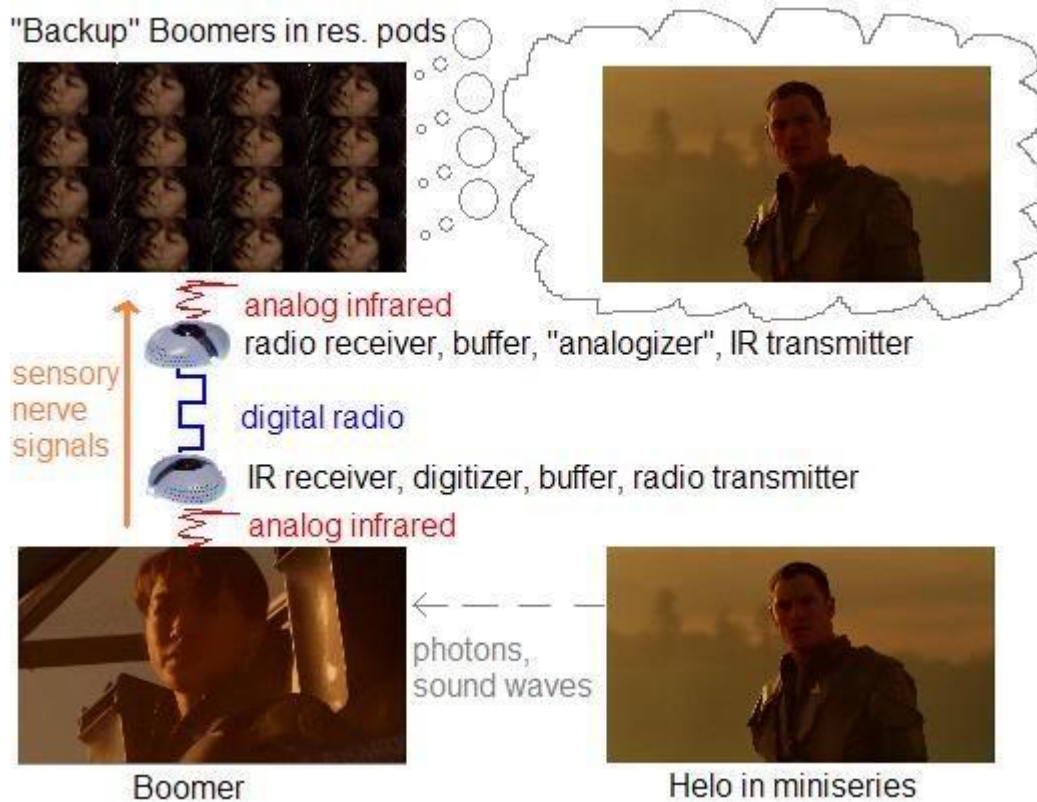 "Backup" Boomers in res. pods
analog infrared
radio receiver, buffer, "analogizer", IR transmitter
sensory
nerve
signals
digital radio
IR receiver, digitizer, buffer, radio transmitter
analog infrared
photons,
sound waves
Boomer
Helo in miniseries